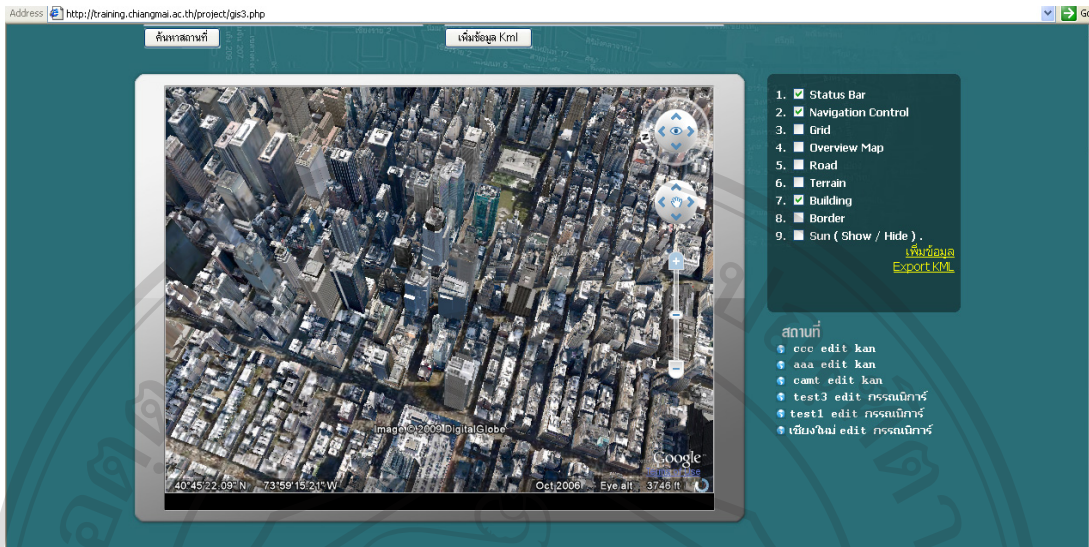 Address http://training.chiangmai.ac.th/project/gis3.php
ค้นหาสถานที่ เพิ่มข้อมูล Kml
1. Status Bar
2. Navigation Control
3. Grid
4. Overview Map
5. Road
6. Terrain
7. Building
8. Border
9. Sun ( Show / Hide ) .
เพิ่มข้อมูล
Export KML
N
Image © 2009 DigitalGlobe
Google
40°45'22.09" N 73°59'15.21" W Oct 2006 Eye alt 3746 ft
สถานที่
ccc edit kan
aaa edit kan
camt edit kan
test3 edit กรรณนิการ์
test1 edit กรรณนิการ์
เชียงใหม่ edit กรรณนิการ์